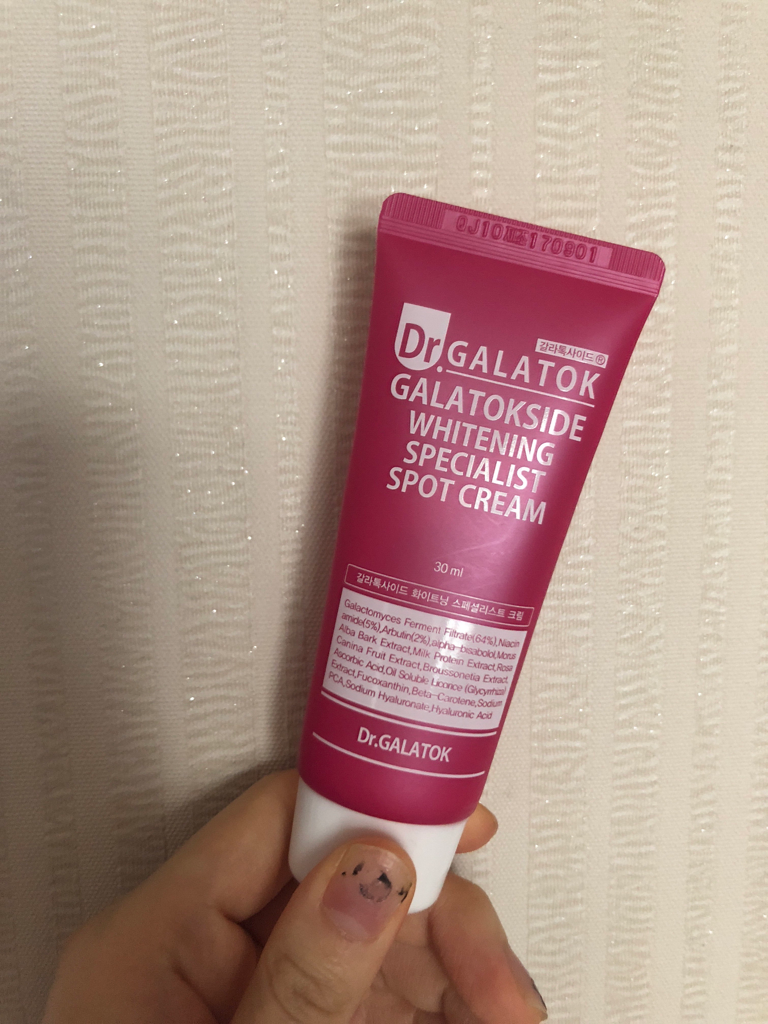 170901
갈라톡사이드®
Dr.GALATOK
GALATOKSIDE
WHITENING
SPECIALIST
SPOT CREAM
30 ml
갈라톡사이드 화이트닝 스페셜리스트 크림
Galactomyces Ferment Filtrate(64%),Niacin
amide(5%),Arbutin(2%),alpha-bisabolol,Morus
Alba Bark Extract,Milk Protein Extract,Rosa
Canina Fruit Extract,Broussonetia Extract,
Ascorbic Acid,Oil Soluble Licorice (Glycyrrhiza)
Extract,Fucoxanthin,Beta-Carotene,Sodium
PCA,Sodium Hyaluronate,Hyaluronic Acid
Dr.GALATOK